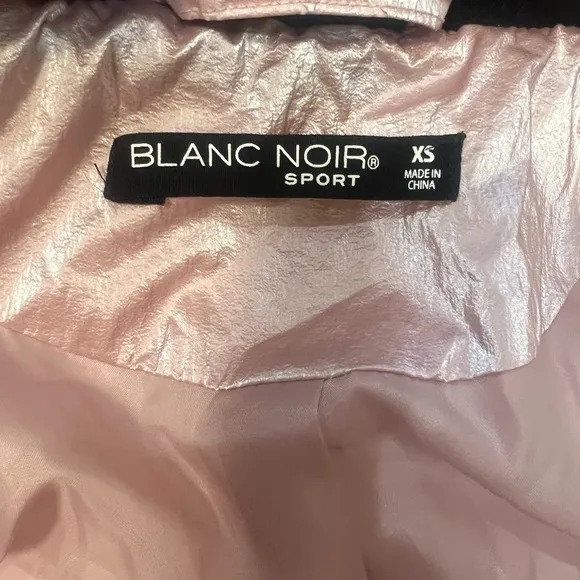 BLANC NOIR®
SPORT
XS
MADE IN
CHINA